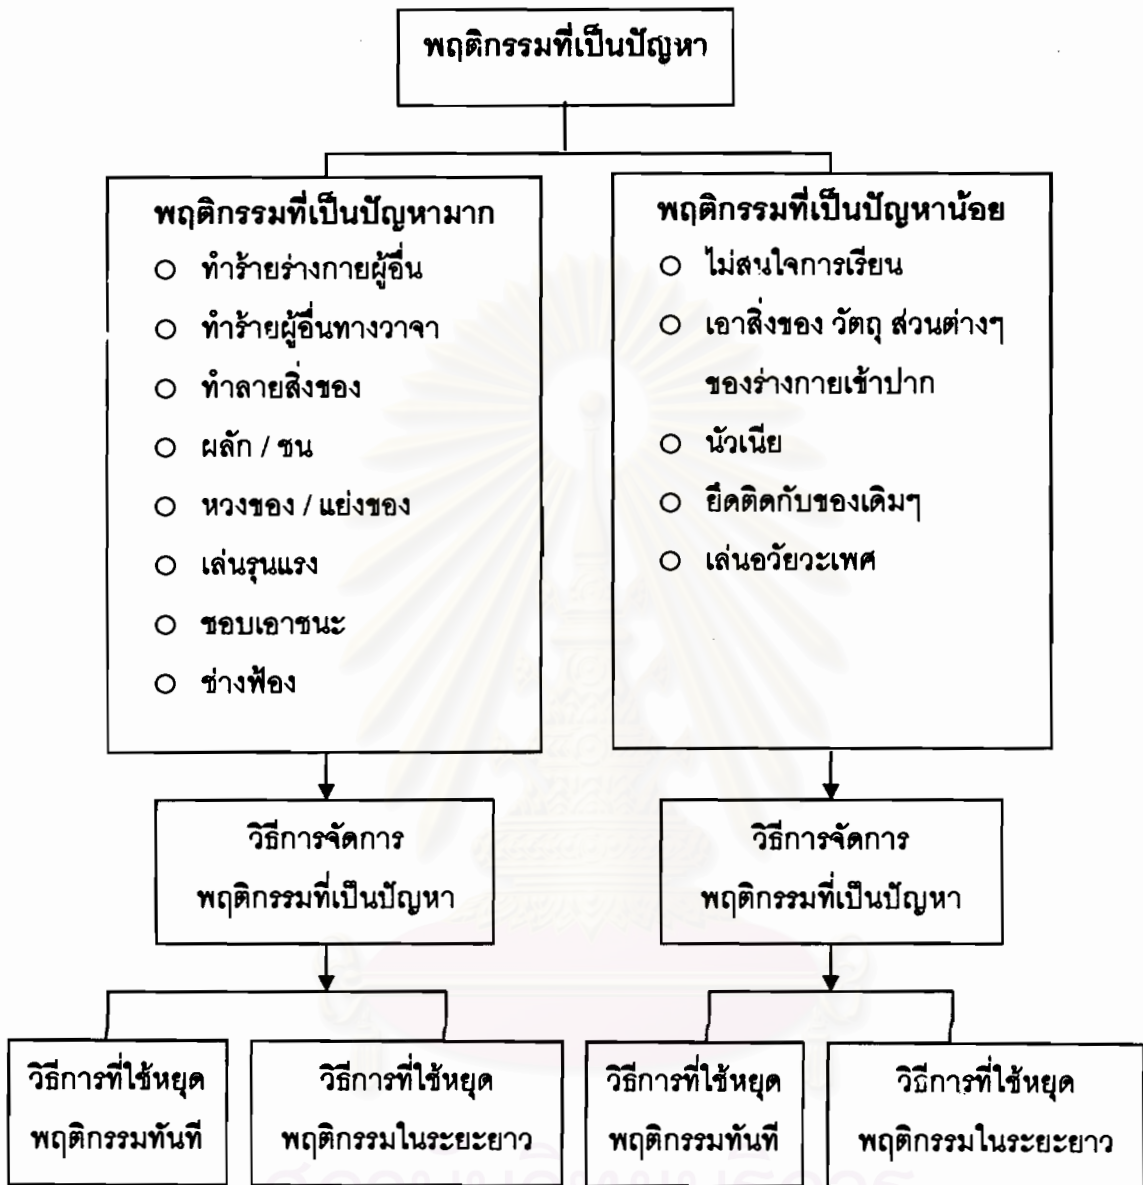 พฤติกรรมที่เป็นปัญหา
พฤติกรรมที่เป็นปัญหามาก
○ ทำร้ายร่างกายผู้อื่น
○ ทำร้ายผู้อื่นทางวาจา
○ ทำลายสิ่งของ
○ ผลัก / ชน
○ หวงของ / แย่งของ
○ เล่นรุนแรง
○ ชอบเอาชนะ
○ ช่างฟ้อง
พฤติกรรมที่เป็นปัญหาน้อย
○ ไม่สนใจการเรียน
○ เอาสิ่งของ วัตถุ ส่วนต่างๆ
ของร่างกายเข้าปาก
○ นัวเนีย
○ ยึดติดกับของเดิมๆ
○ เล่นอวัยวะเพศ
วิธีการจัดการ
พฤติกรรมที่เป็นปัญหา
วิธีการจัดการ
พฤติกรรมที่เป็นปัญหา
วิธีการที่ใช้หยุด
พฤติกรรมทันที
วิธีการที่ใช้หยุด
พฤติกรรมในระยะยาว
วิธีการที่ใช้หยุด
พฤติกรรมทันที
วิธีการที่ใช้หยุด
พฤติกรรมในระยะยาว